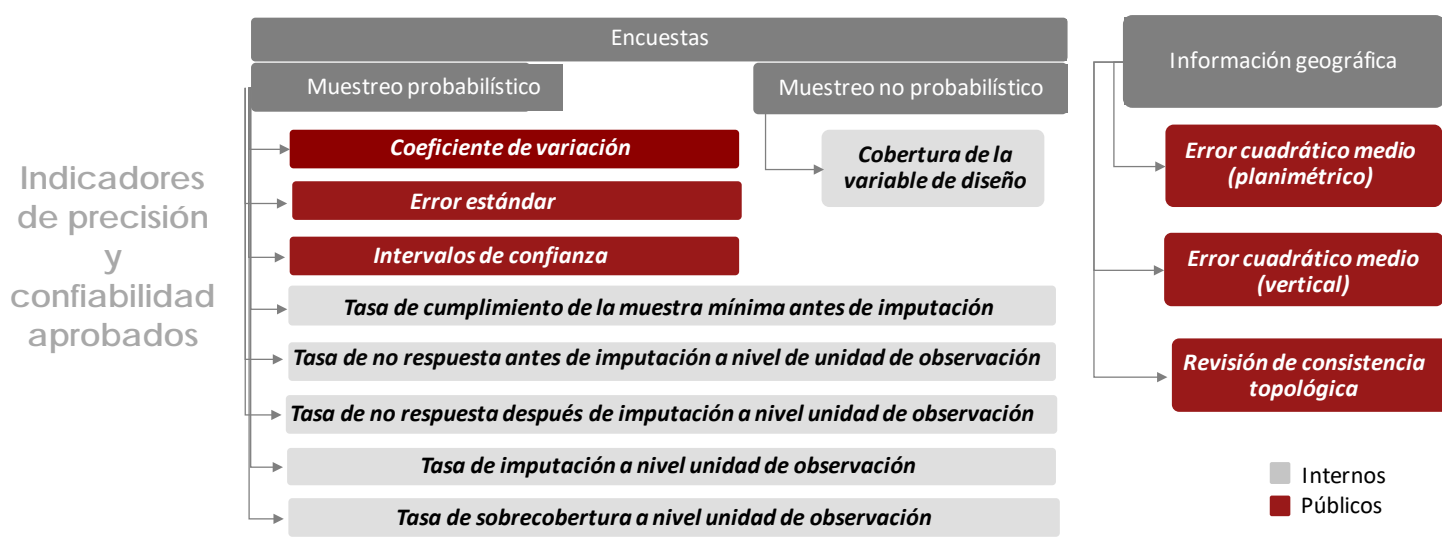 Indicadores
de precisión
y
confiabilidad
aprobados
Encuestas
Muestreo probabilístico
Coeficiente de variación
Error estándar
Intervalos de confianza
Tasa de cumplimiento de la muestra mínima antes de imputación
Tasa de no respuesta antes de imputación a nivel de unidad de observación
Tasa de no respuesta después de imputación a nivel unidad de observación
Tasa de imputación a nivel unidad de observación
Tasa de sobrecobertura a nivel unidad de observación
Muestreo no probabilístico
Cobertura de la
variable de diseño
Información geográfica
Error cuadrático medio
(planimétrico)
Error cuadrático medio
(vertical)
Revisión de consistencia
topológica
Internos
Públicos